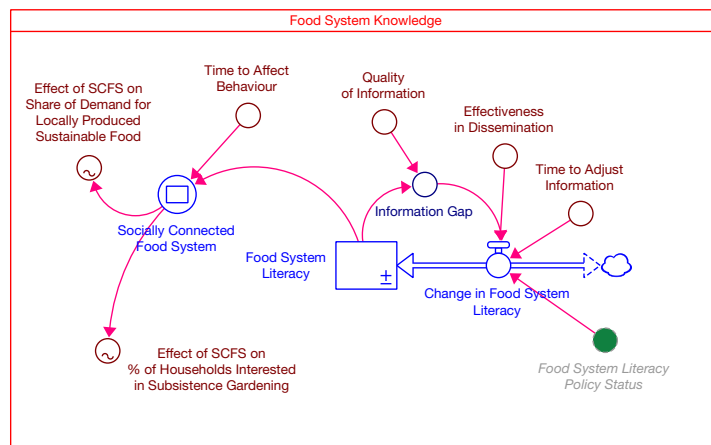 Food System Knowledge
Effect of SCFS on
Share of Demand for
Locally Produced
Sustainable Food
Time to Affect
Behaviour
Quality
of Information
Effectiveness
in Dissemination
Time to Adjust
Information
Information Gap
Socially Connected
Food System
Food System
Literacy
±
Change in Food System
Literacy
Effect of SCFS on
% of Households Interested
in Subsistence Gardening
Food System Literacy
Policy Status